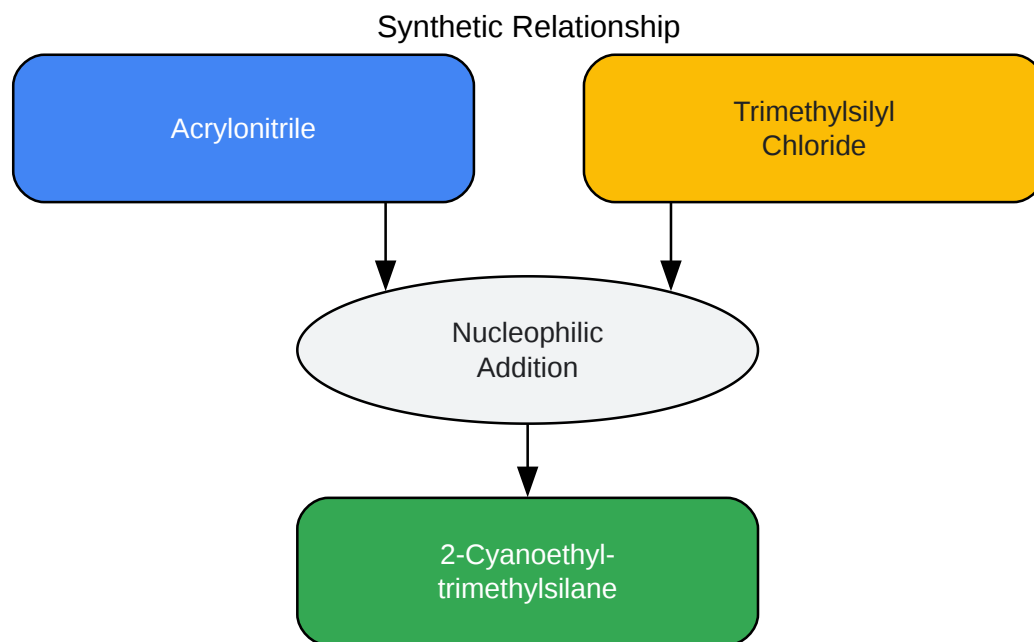 Synthetic Relationship
Acrylonitrile
Trimethylsilyl
Chloride
Nucleophilic
Addition
2-Cyanoethyl-
trimethylsilane